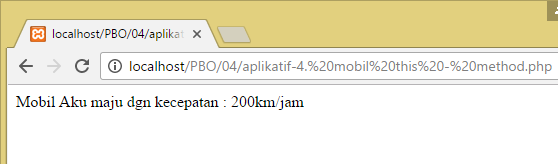 localhost/PBO/04/aplikatif
localhost/PBO/04/aplikatif-4.%20mobil%20this%20-%20method.php
Mobil Aku maju dgn kecepatan : 200km/jam